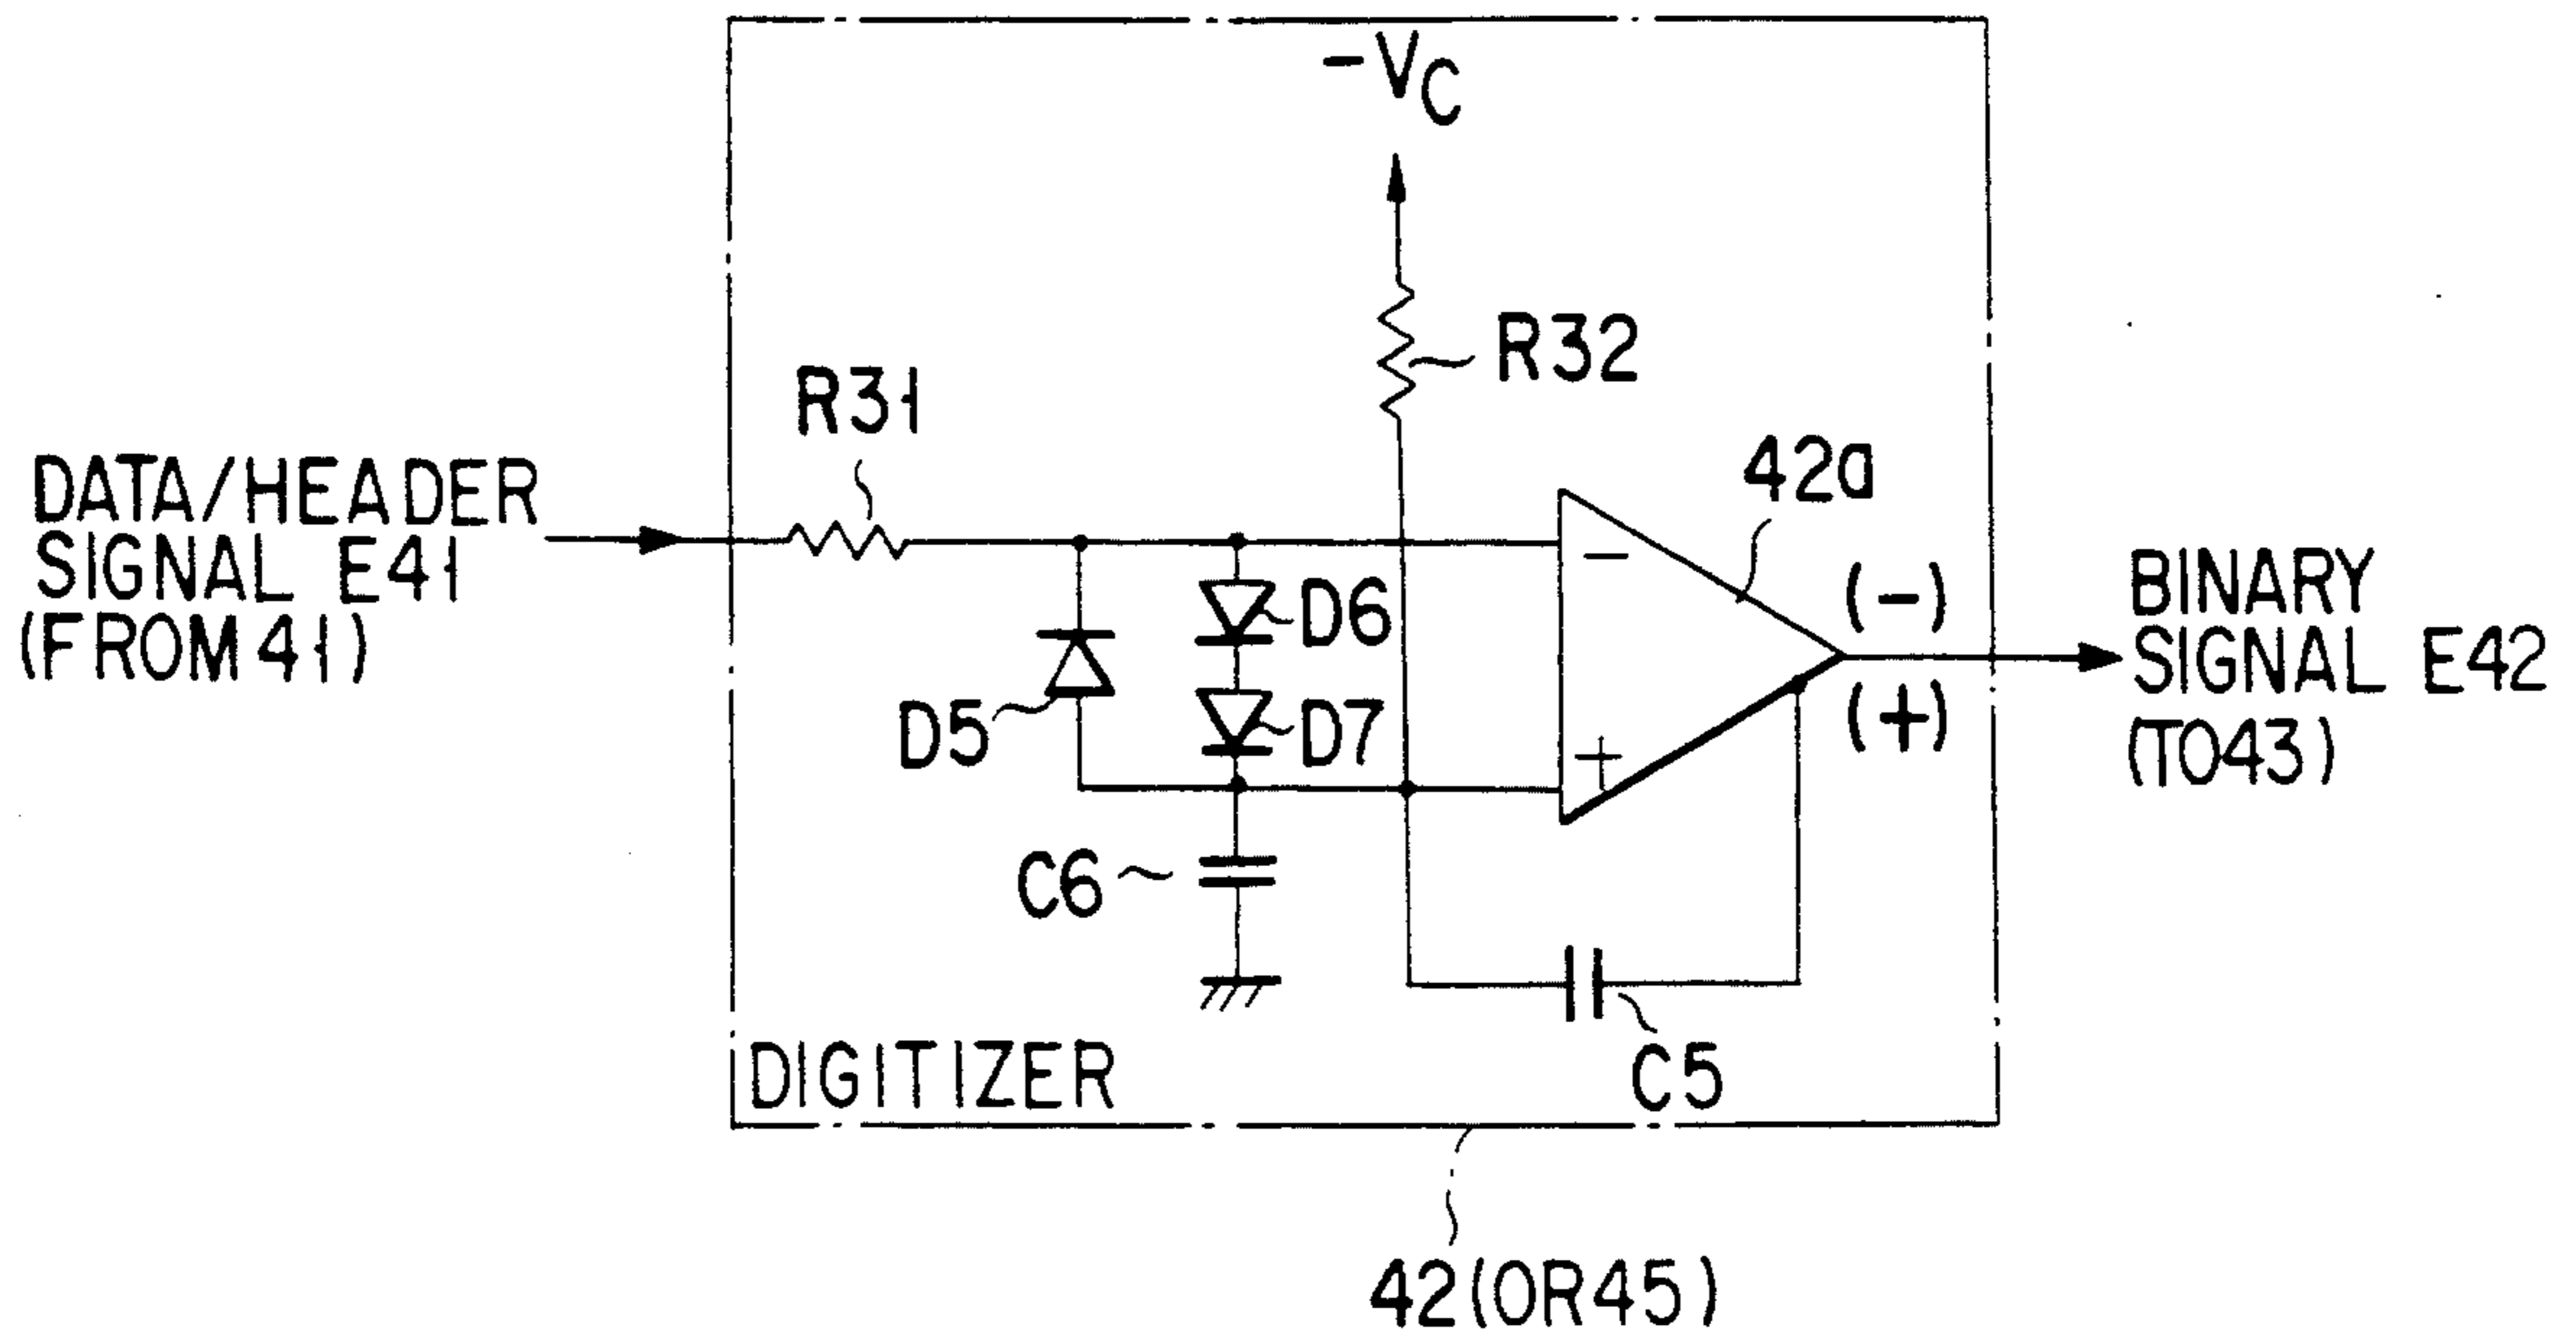 -VC
R32
R31
42a
DATA/HEADER
SIGNAL E41
(FROM 41)
-
D6
D5
D7
+
(-)
(+)
BINARY
SIGNAL E42
(TO43)
C6
C5
DIGITIZER
42(OR45)